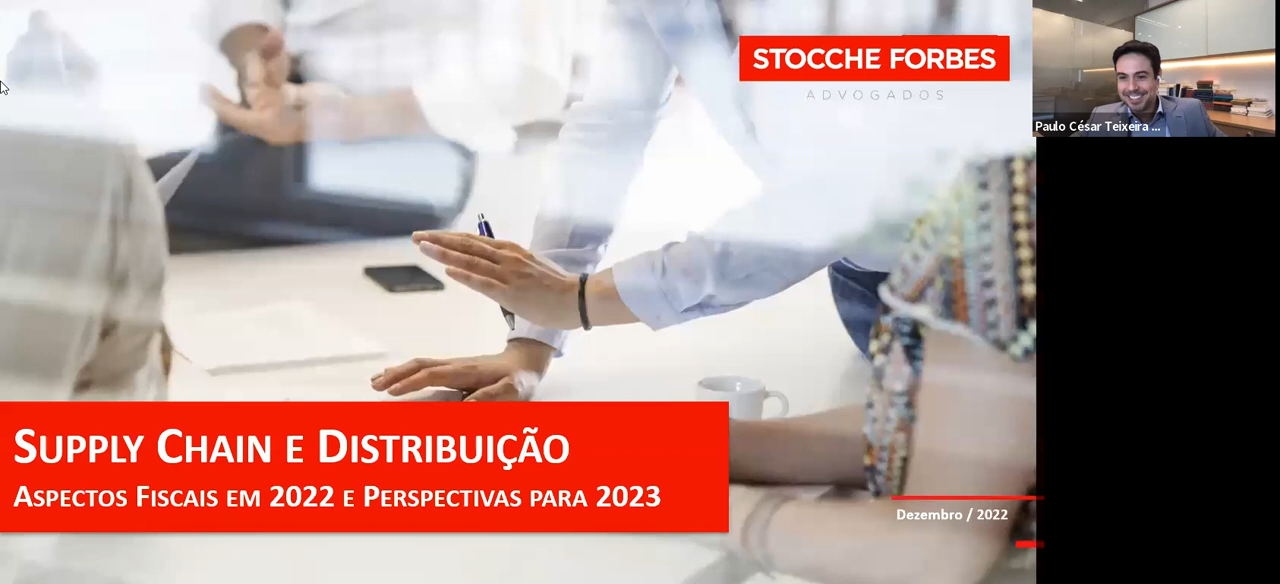 STOCCHE FORBES
ADVOGADOS
Paulo César Teixeira ...
SUPPLY CHAIN E DISTRIBUIÇÃO
ASPECTOS FISCAIS EM 2022 E PERSPECTIVAS PARA 2023
Dezembro / 2022